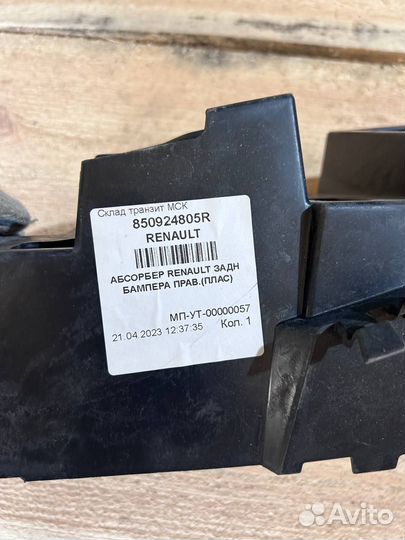 Склад транзит МСК
850924805R
RENAULT
АБСОРБЕР RENAULT ЗАДН
БАМПЕРА ПРАВ.(ПЛАС)
МП-УТ-00000057
21.04.2023 12:37:35 Кол. 1
Avito